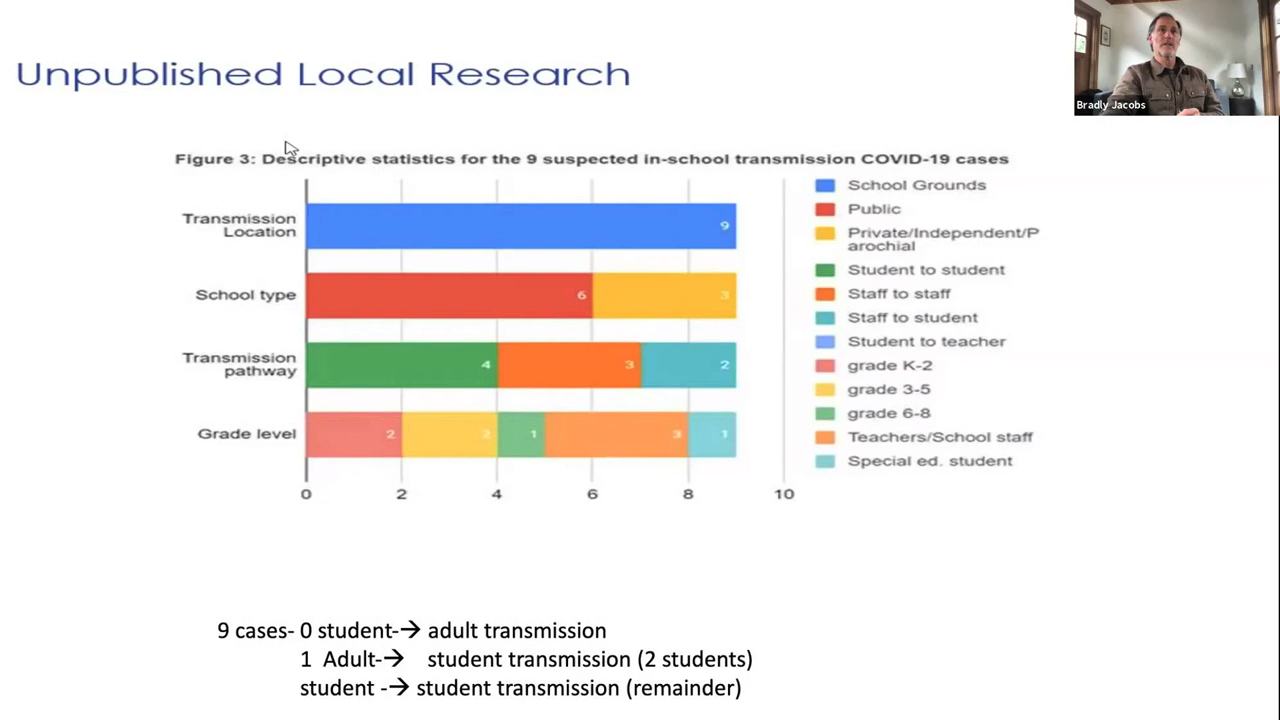 Bradly Jacobs
Unpublished Local Research
Figure 3: Descriptive statistics for the 9 suspected in-school transmission COVID-19 cases
Transmission
Location
9
School type
6
3
Transmission
pathway
4
3
2
Grade level
2
2
1
3
1
0
2
4
6
8
10
School Grounds
Public
Private/Independent/P
arochial
Student to student
Staff to staff
Staff to student
Student to teacher
grade K-2
grade 3-5
grade 6-8
Teachers/School staff
Special ed. student
9 cases- 0 student-→ adult transmission
1 Adult-→ student transmission (2 students)
student -→ student transmission (remainder)